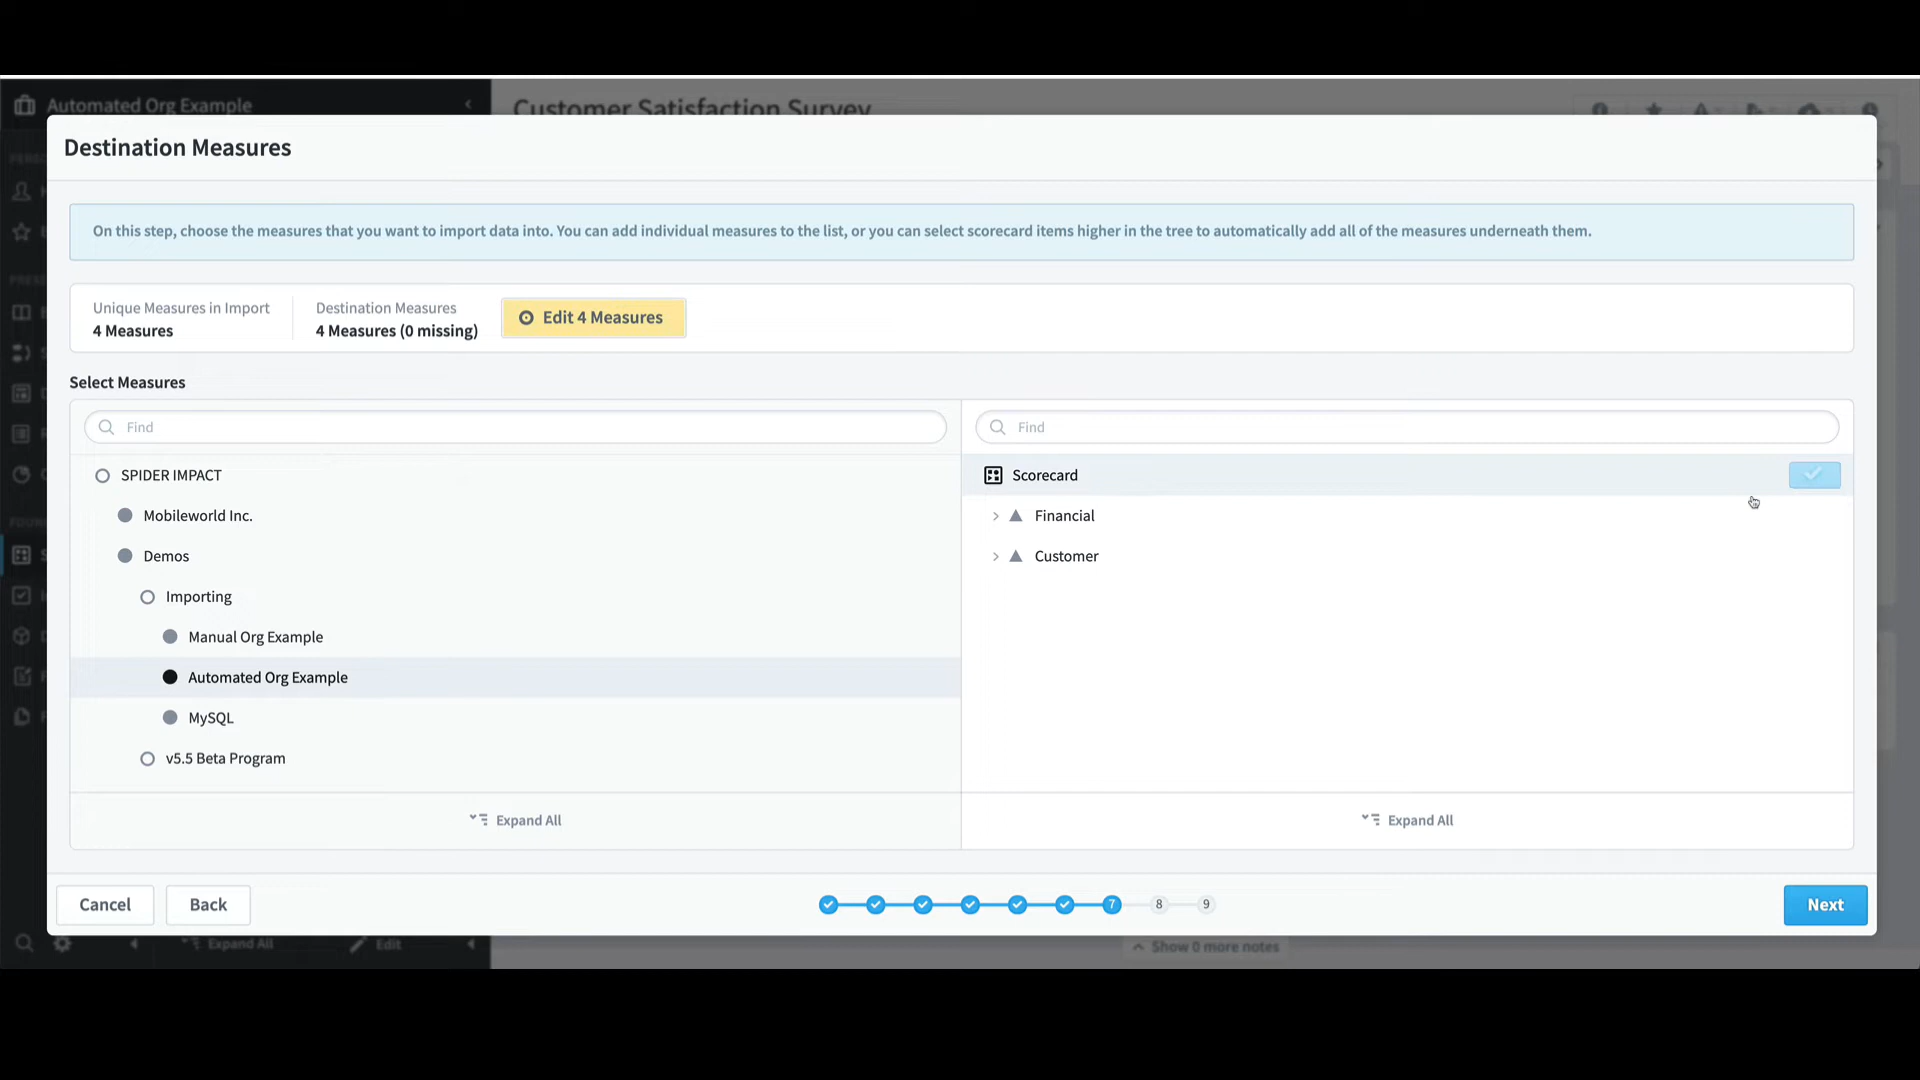 Automated Org Example
Customer Satisfaction Survey
Destination Measures
On this step, choose the measures that you want to import data into. You can add individual measures to the list, or you can select scorecard items higher in the tree to automatically add all of the measures underneath them.
Unique Measures in Import
4 Measures
Destination Measures
4 Measures (0 missing)
Edit 4 Measures
Select Measures
Find
SPIDER IMPACT
Mobileworld Inc.
Demos
Importing
Manual Org Example
Automated Org Example
MySQL
v5.5 Beta Program
Expand All
Find
Scorecard
Financial
Customer
Expand All
Cancel
Back
7
8
9
Next
Expand All
Edit
Show 0 more notes